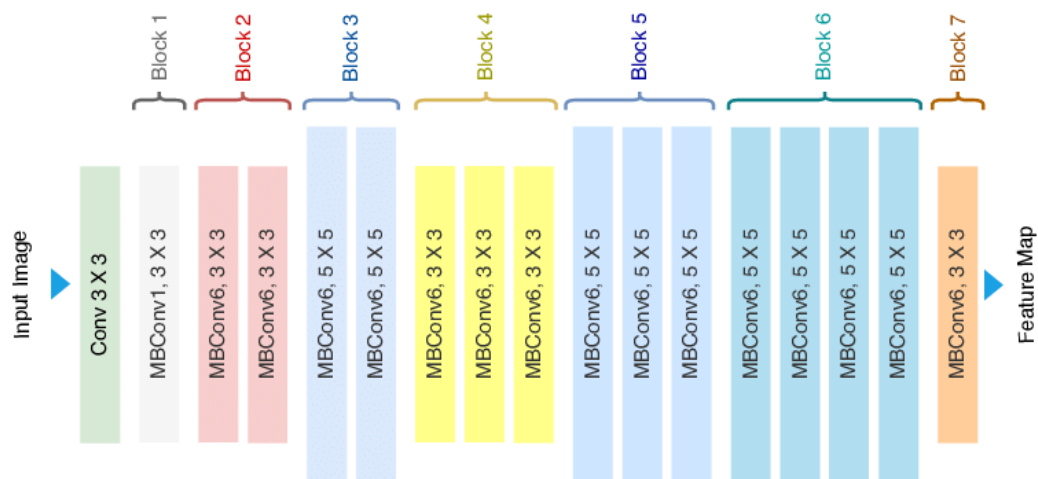 Block 1
Block 2
Block 3
Block 4
Block 5
Block 6
Block 7
Input Image
Conv 3 X 3
MBConv1, 3 X 3
MBConv6, 3 X 3
MBConv6, 3 X 3
MBConv6, 5 X 5
MBConv6, 5 X 5
MBConv6, 3 X 3
MBConv6, 3 X 3
MBConv6, 3 X 3
MBConv6, 5 X 5
MBConv6, 5 X 5
MBConv6, 5 X 5
MBConv6, 5 X 5
MBConv6, 5 X 5
MBConv6, 5 X 5
MBConv6, 5 X 5
MBConv6, 3 X 3
Feature Map